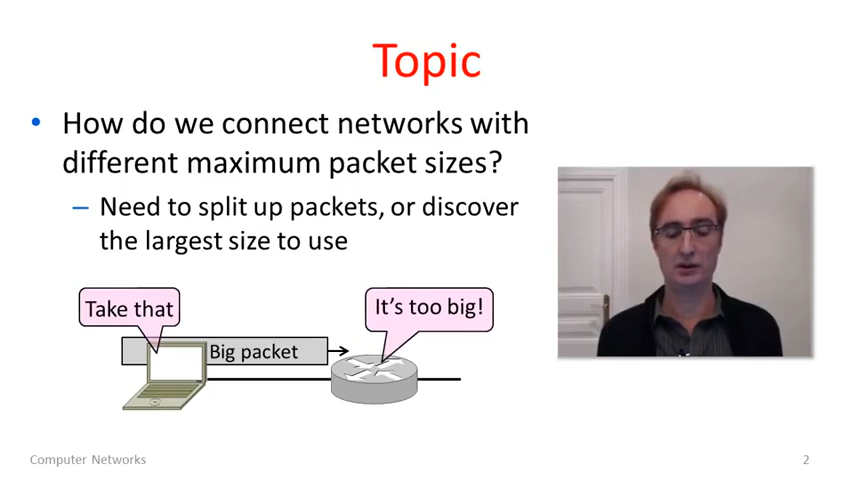 Topic
• How do we connect networks with
different maximum packet sizes?
– Need to split up packets, or discover
the largest size to use
Take that
It's too big!
Big packet
Computer Networks
2